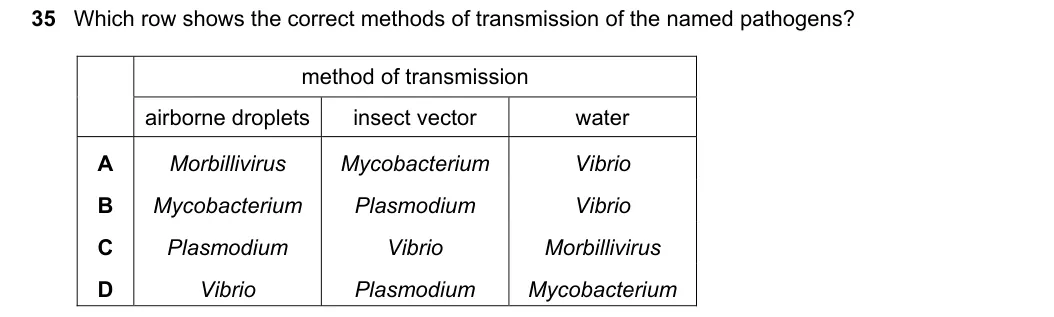 35 Which row shows the correct methods of transmission of the named pathogens?
method of transmission
airborne droplets insect vector water
A Morbillivirus Mycobacterium Vibrio
B Mycobacterium Plasmodium Vibrio
C Plasmodium Vibrio Morbillivirus
D Vibrio Plasmodium Mycobacterium